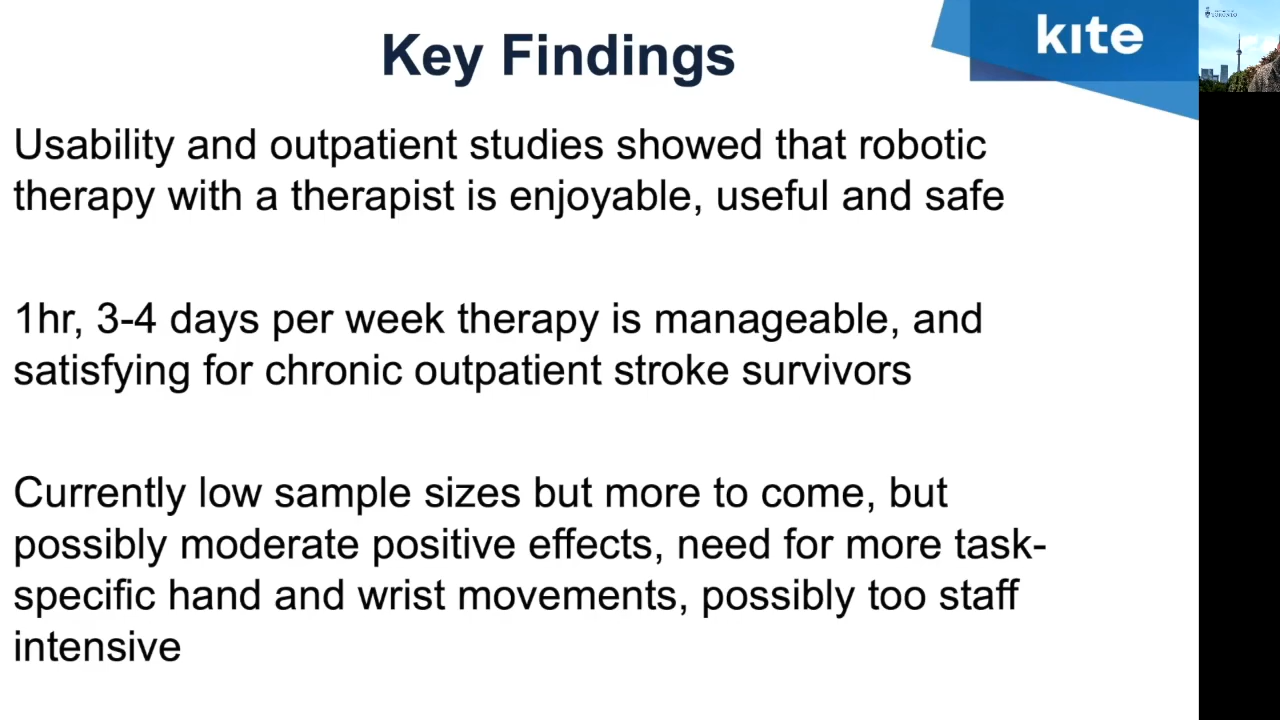 Key Findings
kite
TORONTO
Usability and outpatient studies showed that robotic
therapy with a therapist is enjoyable, useful and safe
1hr, 3-4 days per week therapy is manageable, and
satisfying for chronic outpatient stroke survivors
Currently low sample sizes but more to come, but
possibly moderate positive effects, need for more task-
specific hand and wrist movements, possibly too staff
intensive